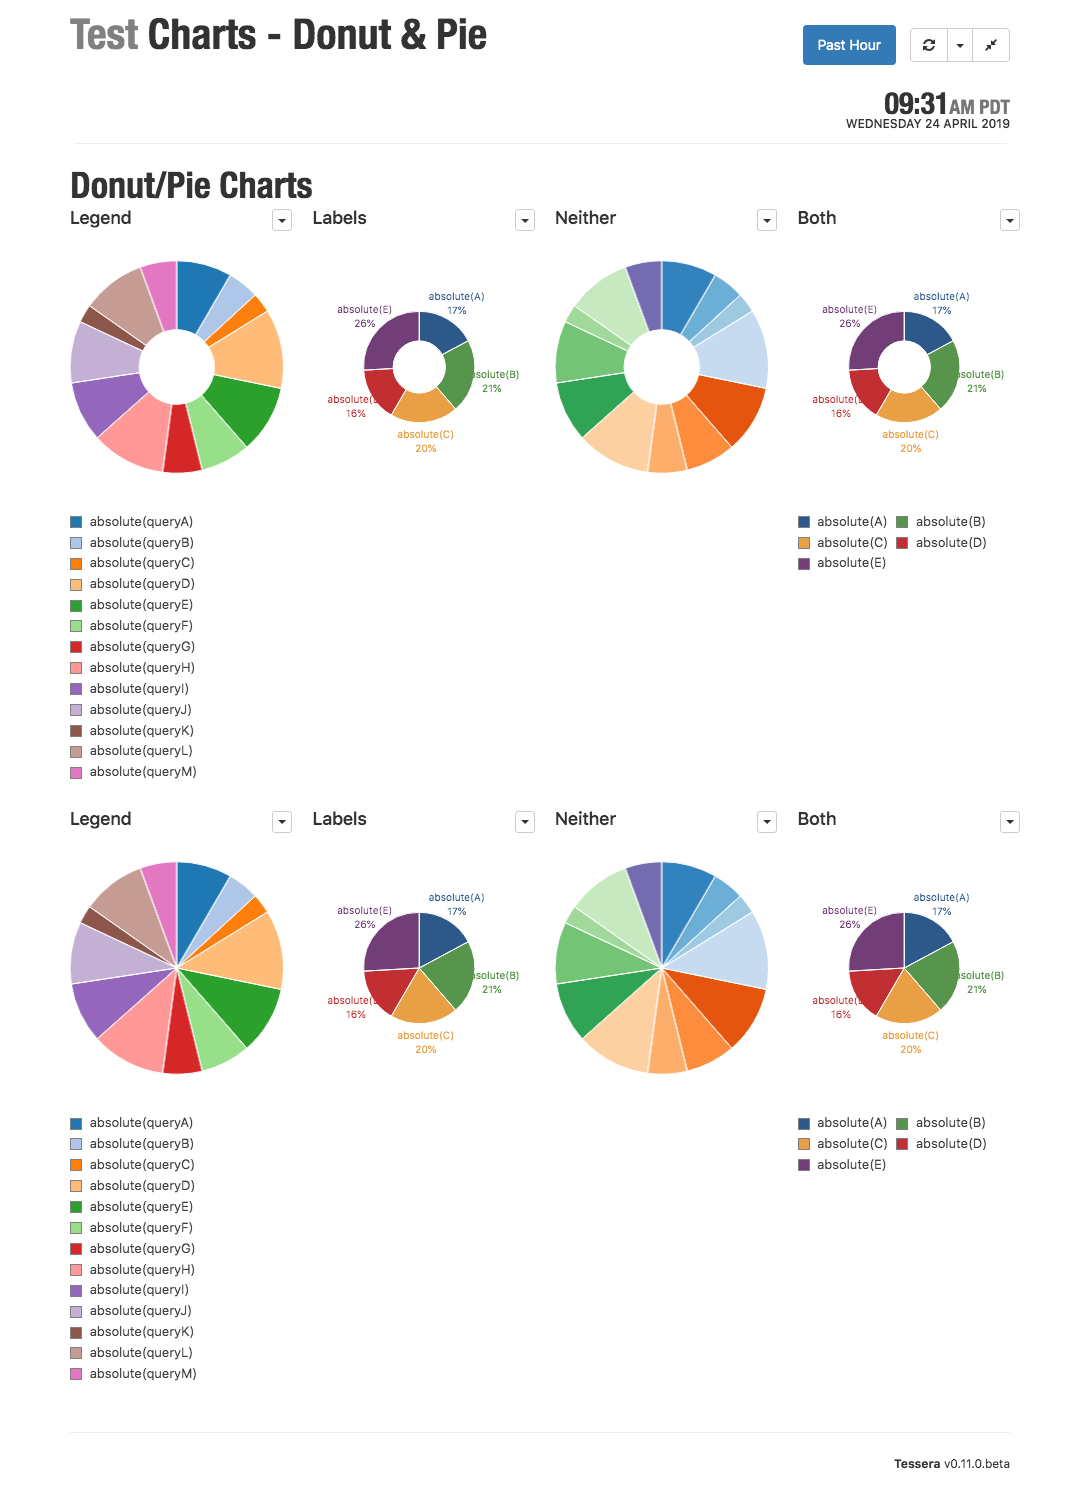 Test Charts - Donut & Pie
Past Hour
09:31AM PDT
WEDNESDAY 24 APRIL 2019
Donut/Pie Charts
Legend
Labels
Neither
Both
absolute(E)
26%
absolute(A)
17%
solute(B)
21%
absolute(
16%
absolute(C)
20%
absolute(E)
26%
absolute(A)
17%
solute(B)
21%
absolute(
16%
absolute(C)
20%
absolute(queryA)
absolute(queryB)
absolute(queryC)
absolute(queryD)
absolute(queryE)
absolute(queryF)
absolute(queryG)
absolute(queryH)
absolute(queryI)
absolute(queryJ)
absolute(queryK)
absolute(queryL)
absolute(queryM)
absolute(A) absolute(B)
absolute(C) absolute(D)
absolute(E)
Legend
Labels
Neither
Both
absolute(E)
26%
absolute(A)
17%
solute(B)
21%
absolute(
16%
absolute(C)
20%
absolute(E)
26%
absolute(A)
17%
solute(B)
21%
absolute(
16%
absolute(C)
20%
absolute(queryA)
absolute(queryB)
absolute(queryC)
absolute(queryD)
absolute(queryE)
absolute(queryF)
absolute(queryG)
absolute(queryH)
absolute(queryI)
absolute(queryJ)
absolute(queryK)
absolute(queryL)
absolute(queryM)
absolute(A) absolute(B)
absolute(C) absolute(D)
absolute(E)
Tessera v0.11.0.beta